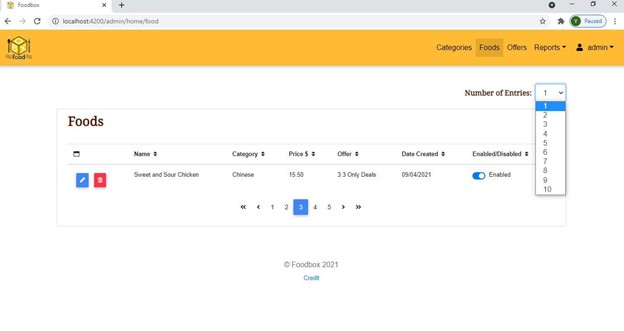 Foodbox
localhost:4200/admin/home/food
Y Paused
food
Categories Foods Offers Reports admin
Number of Entries: 1
1
2
3
4
5
6
7
8
9
10
Foods
Name Category Price $ Offer Date Created Enabled/Disabled
Sweet and Sour Chicken Chinese 15.50 3.3 Only Deals 09/04/2021 Enabled
« ‹ 1 2 3 4 5 › »
© Foodbox 2021
Credit